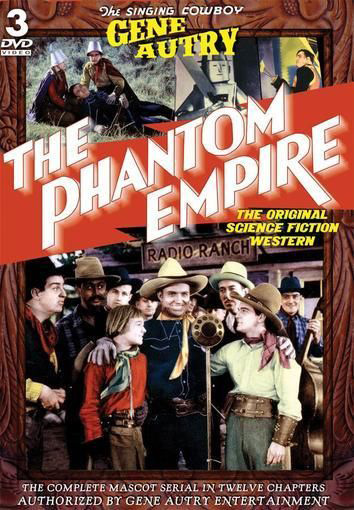 3
DVD
VIDEO
The SINGING COWBOY
GENE
AUTRY
THE
PHANTOM
EMPIRE
THE ORIGINAL
SCIENCE FICTION
WESTERN
RADIO RANCH
THE COMPLETE MASCOT SERIAL IN TWELVE CHAPTERS
AUTHORIZED BY GENE AUTRY ENTERTAINMENT